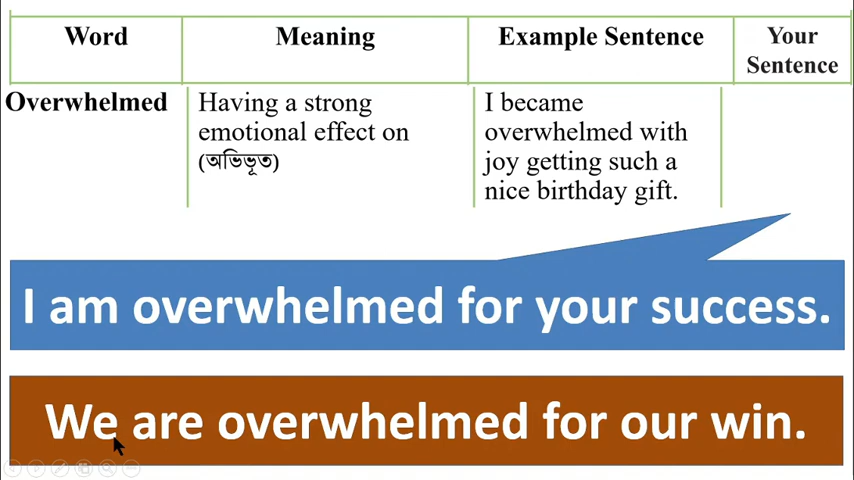 Word Meaning Example Sentence Your Sentence
Overwhelmed
Having a strong
emotional effect on
(অভিভূত)
I became
overwhelmed with
joy getting such a
nice birthday gift.
I am overwhelmed for your success.
We are overwhelmed for our win.